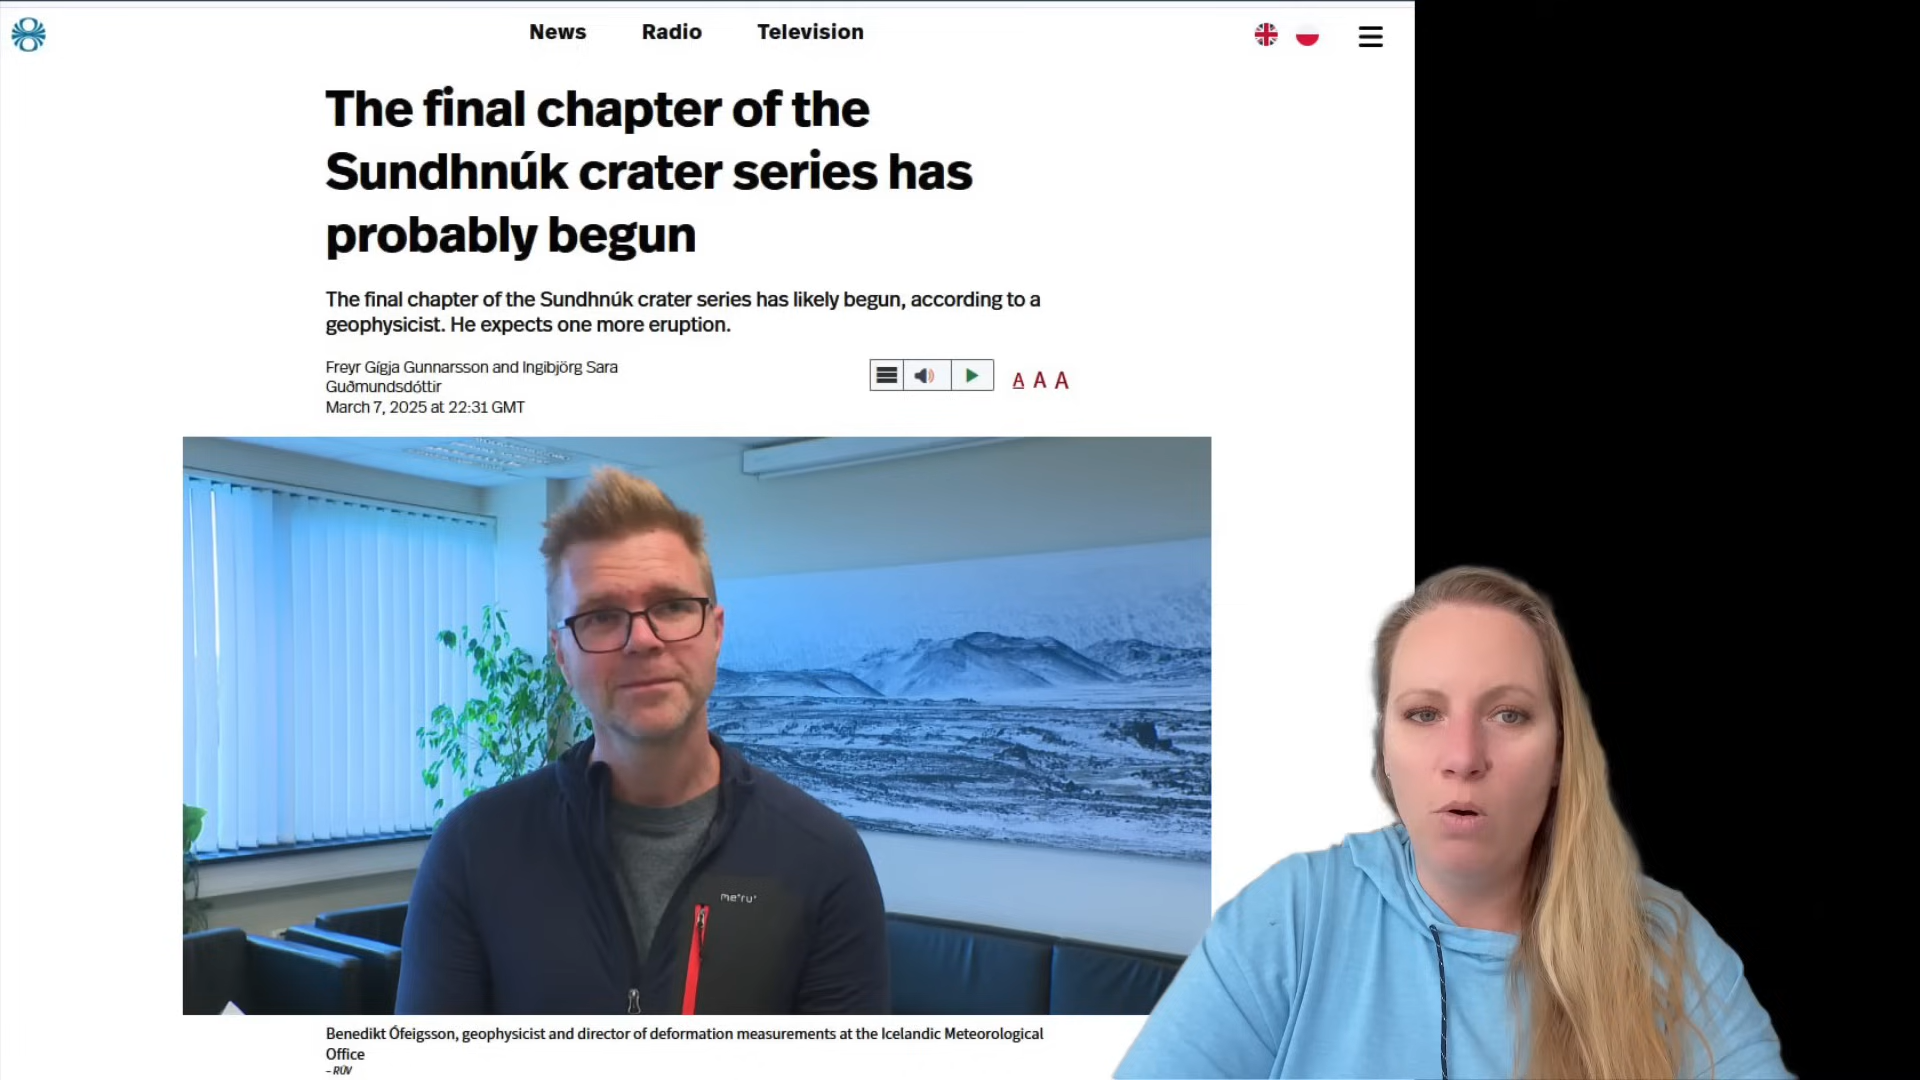 News Radio Television
The final chapter of the
Sundhnúk crater series has
probably begun
The final chapter of the Sundhnúk crater series has likely begun, according to a
geophysicist. He expects one more eruption.
Freyr Gígja Gunnarsson and Ingibjörg Sara
Guðmundsdóttir
March 7, 2025 at 22:31 GMT
A A A
me°ru'
Benedikt Ófeigsson, geophysicist and director of deformation measurements at the Icelandic Meteorological
Office
– RÚV